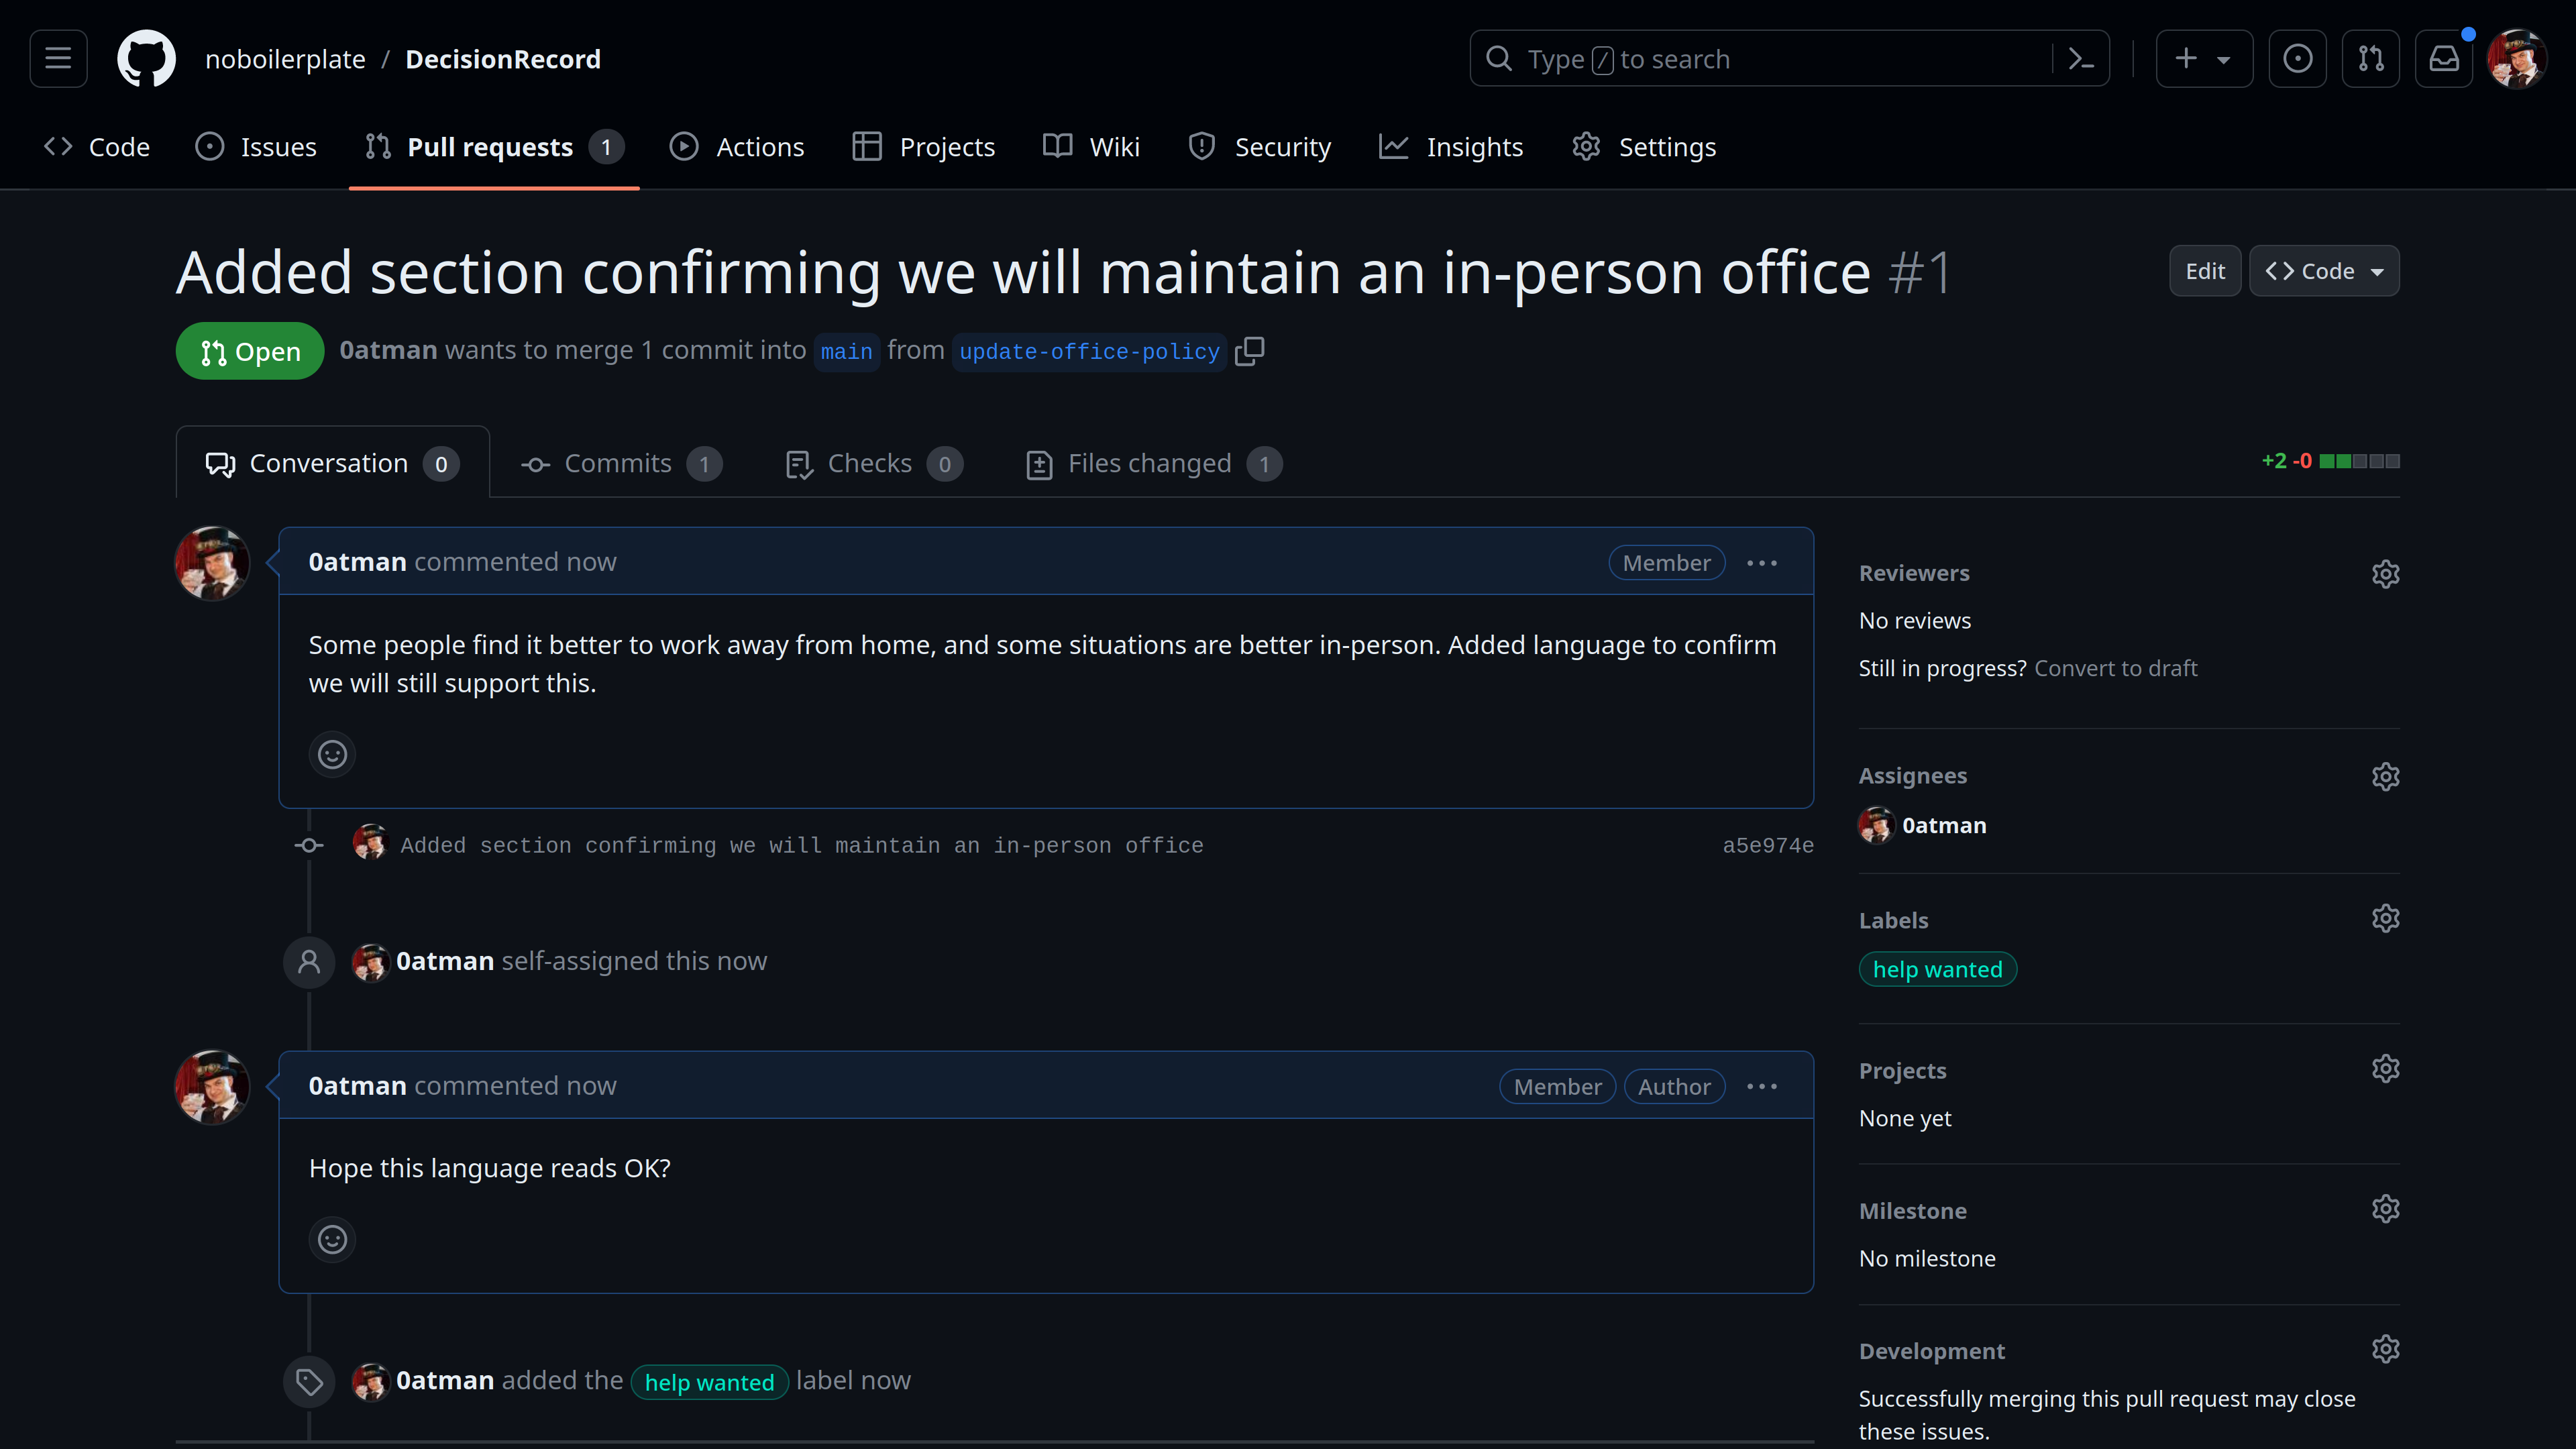 noboilerplate / DecisionRecord
Type / to search
Code
Issues
Pull requests 1
Actions
Projects
Wiki
Security
Insights
Settings
Added section confirming we will maintain an in-person office #1
Edit
Code
Open
0atman wants to merge 1 commit into main from update-office-policy
Conversation 0
Commits 1
Checks 0
Files changed 1
+2 -0
0atman commented now
Member
Some people find it better to work away from home, and some situations are better in-person. Added language to confirm
we will still support this.
Added section confirming we will maintain an in-person office
a5e974e
0atman self-assigned this now
0atman commented now
Member
Author
Hope this language reads OK?
0atman added the help wanted label now
Reviewers
No reviews
Still in progress? Convert to draft
Assignees
0atman
Labels
help wanted
Projects
None yet
Milestone
No milestone
Development
Successfully merging this pull request may close
these issues.